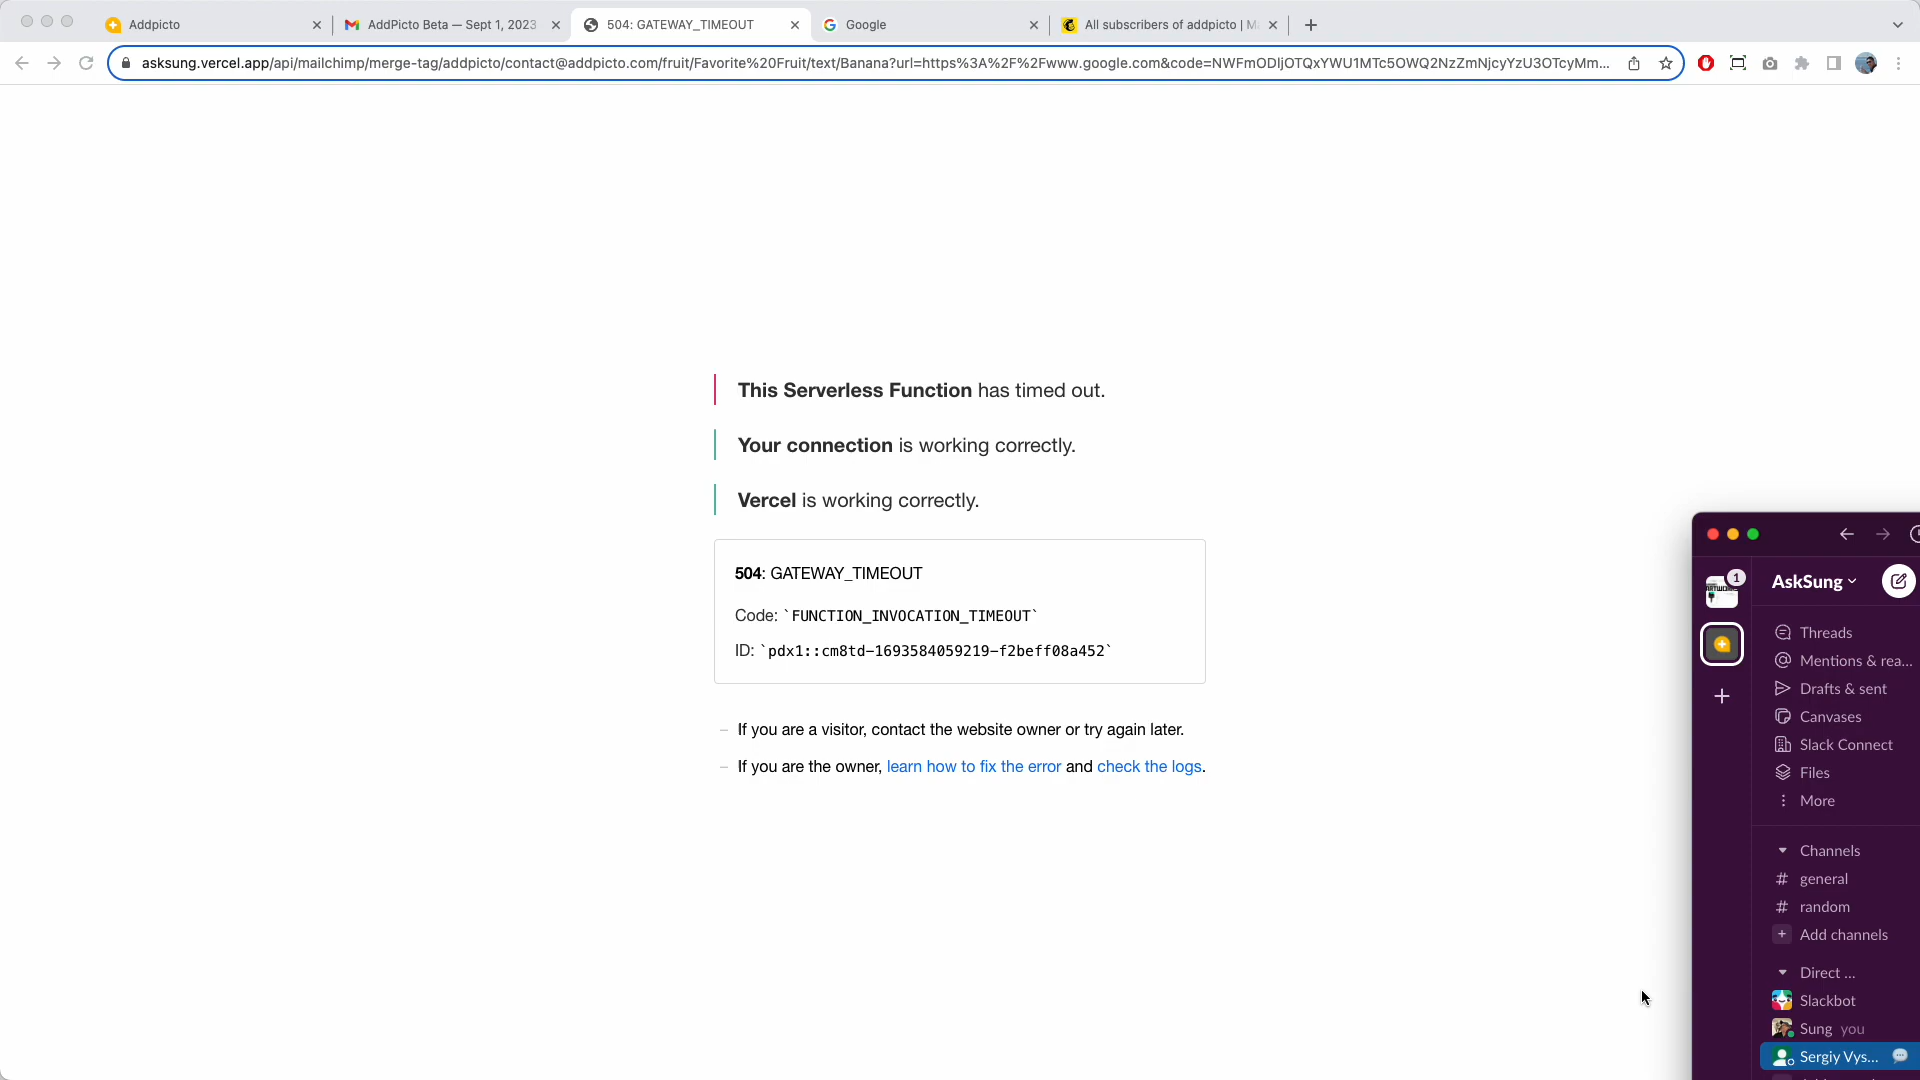 Addpicto
AddPicto Beta — Sept 1, 2023
504: GATEWAY_TIMEOUT
Google
All subscribers of addpicto | M
asksung.vercel.app/api/mailchimp/merge-tag/addpicto/contact@addpicto.com/fruit/Favorite%20Fruit/text/Banana?url=https%3A%2F%2Fwww.google.com&code=NWFmODljOTQxYWU1MTc5OWQ2NzZmNjcyYzU3OTcyMm...
This Serverless Function has timed out.
Your connection is working correctly.
Vercel is working correctly.
504: GATEWAY_TIMEOUT
Code: `FUNCTION_INVOCATION_TIMEOUT`
ID: `pdx1::cm8td-1693584059219-f2beff08a452`
– If you are a visitor, contact the website owner or try again later.
– If you are the owner, learn how to fix the error and check the logs.
1
AskSung
Threads
Mentions & rea...
Drafts & sent
Canvases
Slack Connect
Files
More
Channels
# general
# random
+ Add channels
Direct ...
Slackbot
Sung you
Sergiy Vys...